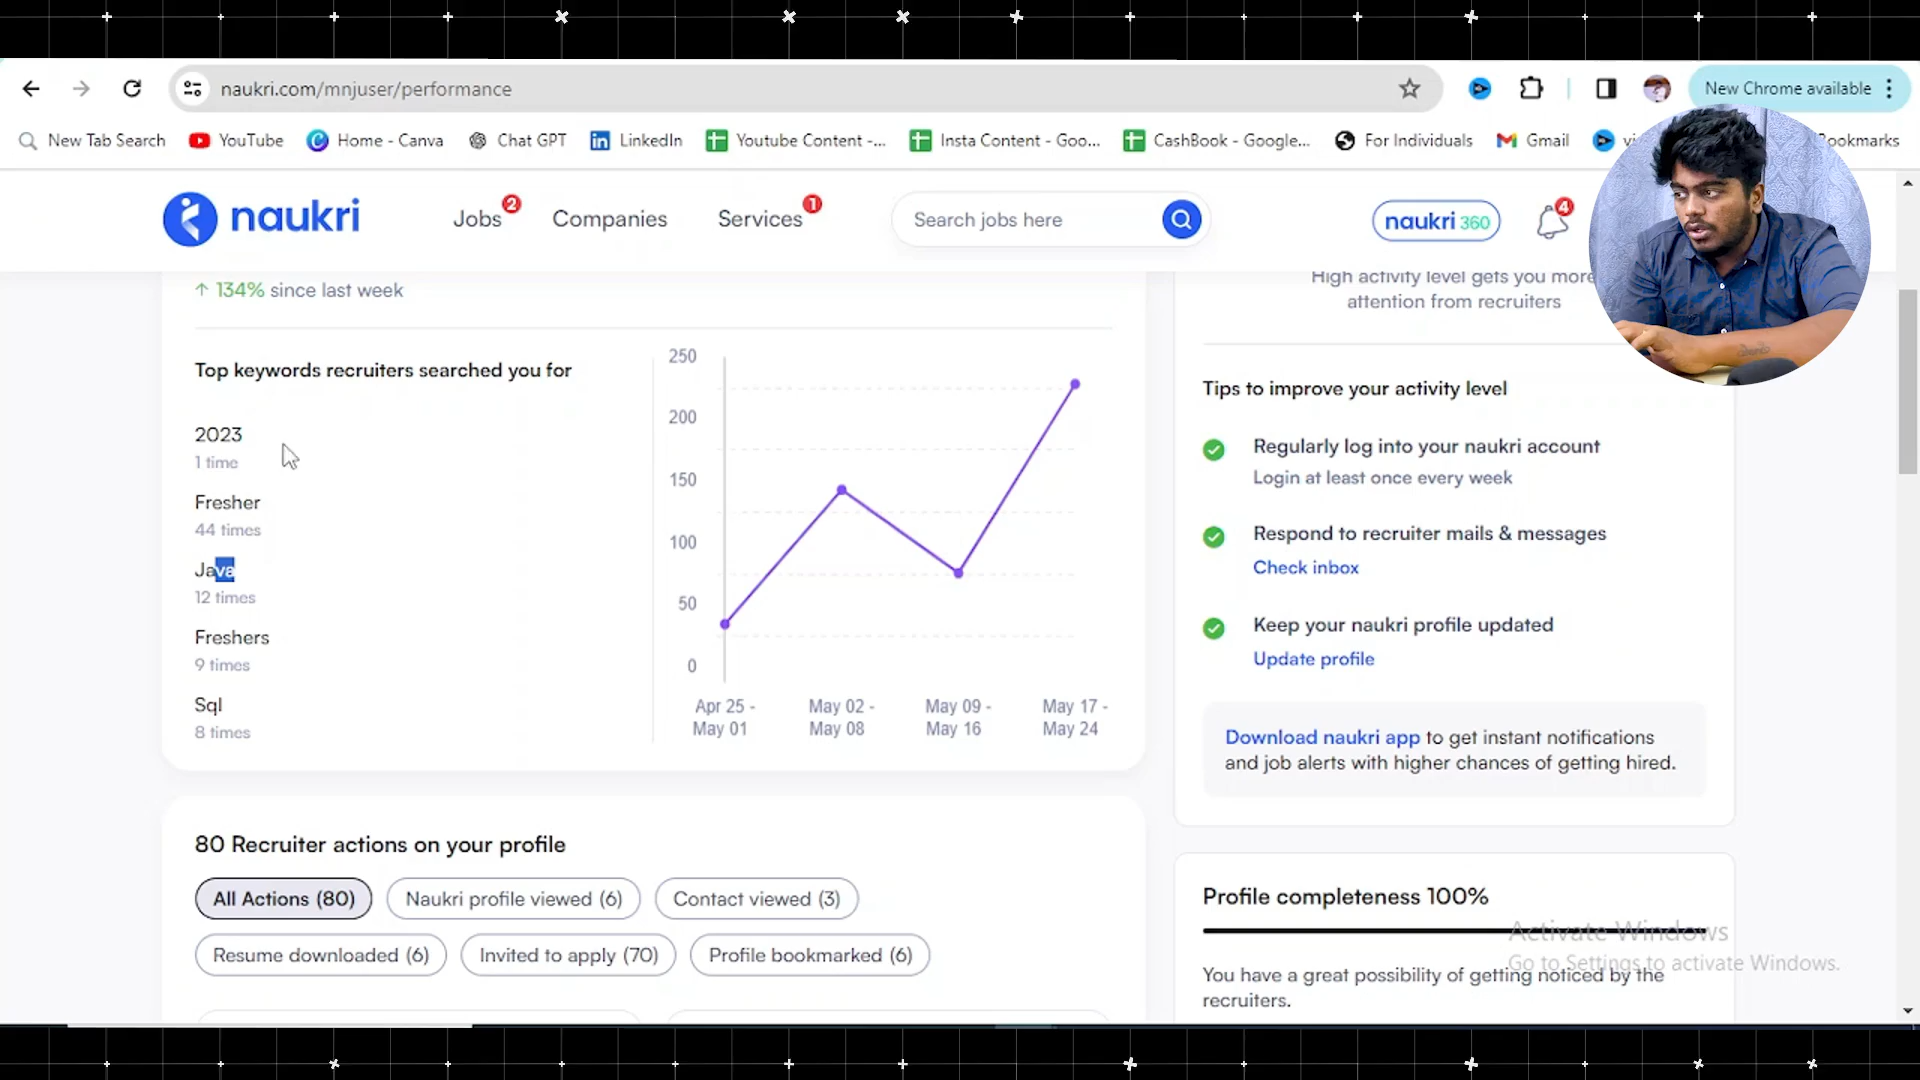 naukri.com/mnjuser/performance
New Chrome available
New Tab Search
YouTube
Home - Canva
Chat GPT
LinkedIn
Youtube Content -...
Insta Content - Goo...
CashBook - Google...
For Individuals
Gmail
ookmarks
naukri
Jobs 2
Companies
Services 1
Search jobs here
naukri 360
4
↑ 134% since last week
Top keywords recruiters searched you for
2023
1 time
Fresher
44 times
Java
12 times
Freshers
9 times
Sql
8 times
250
200
150
100
50
0
Apr 25 -
May 01
May 02 -
May 08
May 09 -
May 16
May 17 -
May 24
80 Recruiter actions on your profile
All Actions (80)
Naukri profile viewed (6)
Contact viewed (3)
Resume downloaded (6)
Invited to apply (70)
Profile bookmarked (6)
High activity level gets you more
attention from recruiters
Tips to improve your activity level
Regularly log into your naukri account
Login at least once every week
Respond to recruiter mails & messages
Check inbox
Keep your naukri profile updated
Update profile
Download naukri app to get instant notifications
and job alerts with higher chances of getting hired.
Profile completeness 100%
You have a great possibility of getting noticed by the
recruiters.
Activate Windows
Go to Settings to activate Windows.